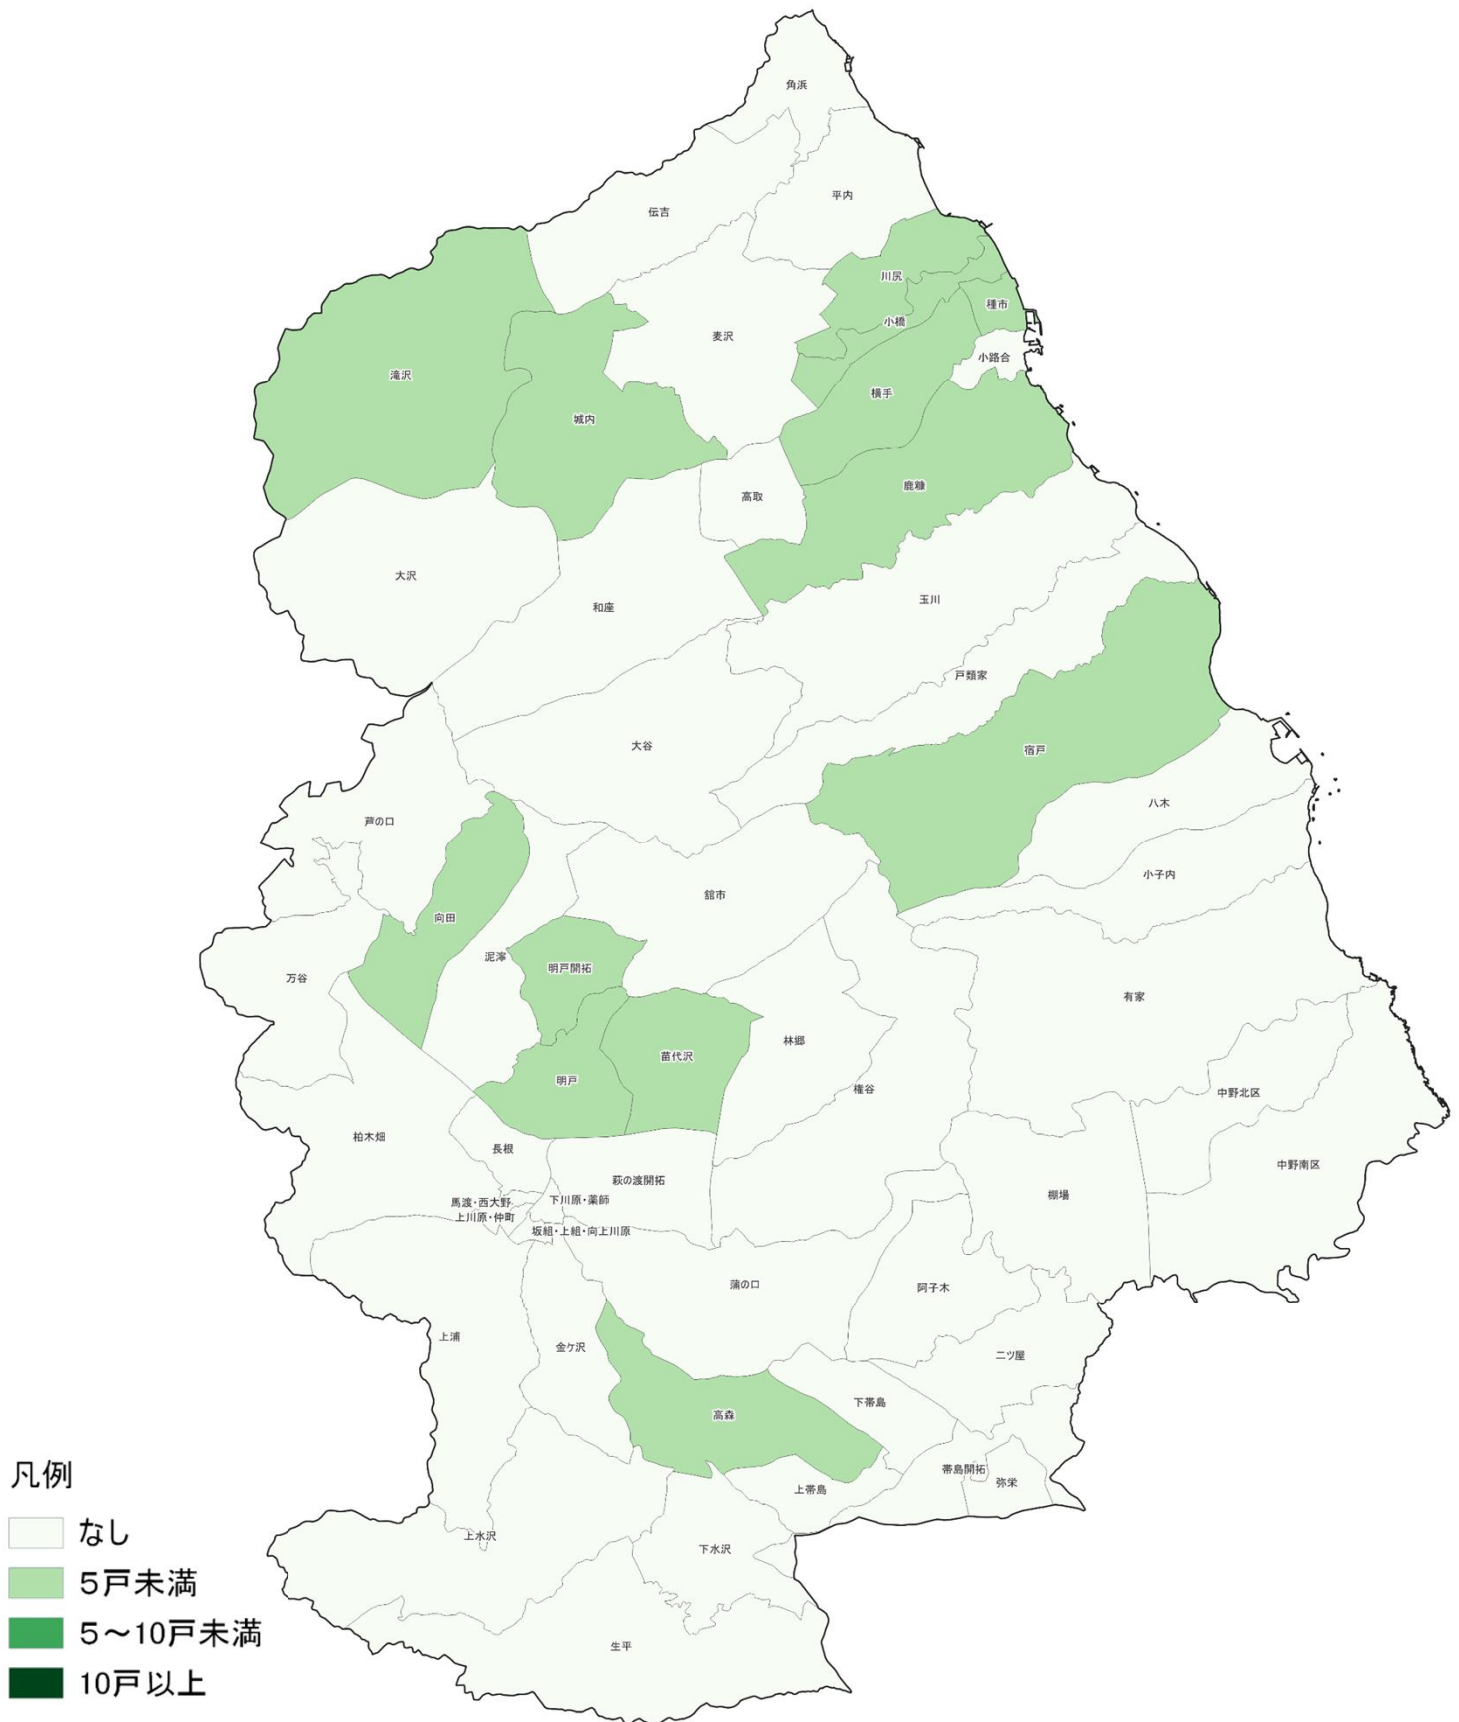 角浜
平内
伝吉
川尻
種市
小橋
麦沢
小路合
滝沢
横手
城内
鹿糠
高取
大沢
玉川
和座
戸類家
大谷
宿戸
八木
芦の口
小子内
舘市
向田
泥濘
明戸開拓
万谷
有家
林郷
苗代沢
明戸
権谷
中野北区
柏木畑
長根
中野南区
萩の渡開拓
棚場
馬渡・西大野
下川原・薬師
上川原・仲町
坂組・上組・向上川原
蒲の口
阿子木
上浦
金ケ沢
二ツ屋
下帯島
高森
帯島開拓
弥栄
上帯島
上水沢
下水沢
生平
凡例
なし
5戸未満
5～10戸未満
10戸以上